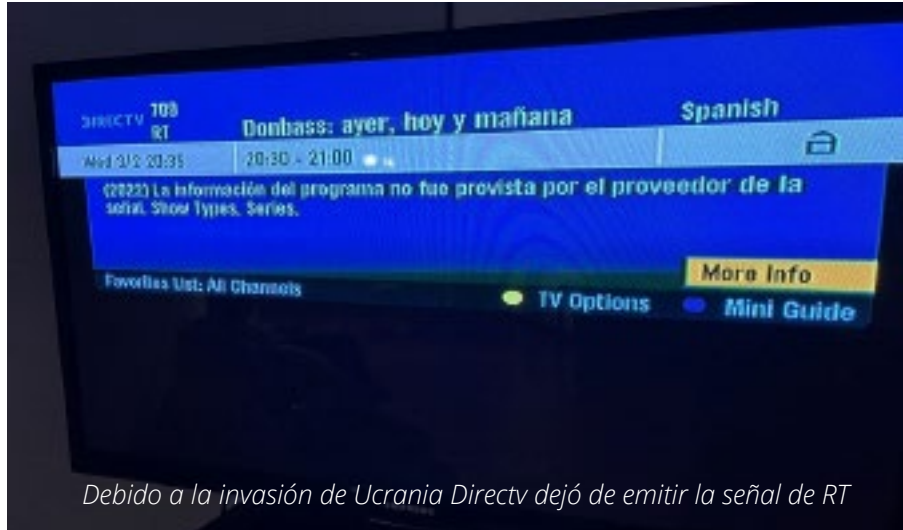 DIRECTV 708
RT
Donbass: ayer, hoy y mañana
Spanish
Wed 3/2 20:35
20:30 - 21:00
(2022) La información del programa no fue provista por el proveedor de la
señal. Show Types. Series.
More Info
Favorites List: All Channels
TV Options
Mini Guide
Debido a la invasión de Ucrania Directv dejó de emitir la señal de RT